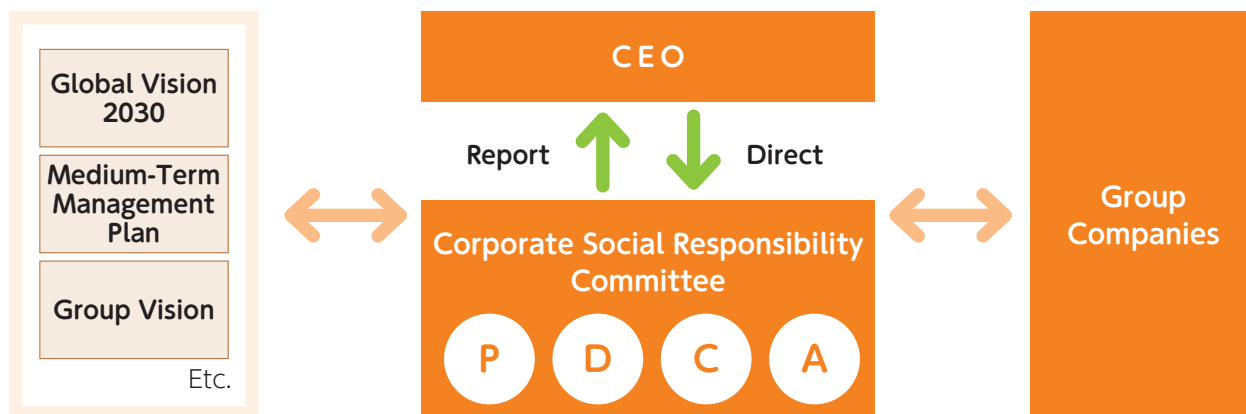 Global Vision
2030
Medium-Term
Management
Plan
Group Vision
Etc.
CEO
Report
Direct
Corporate Social Responsibility
Committee
P D C A
Group
Companies